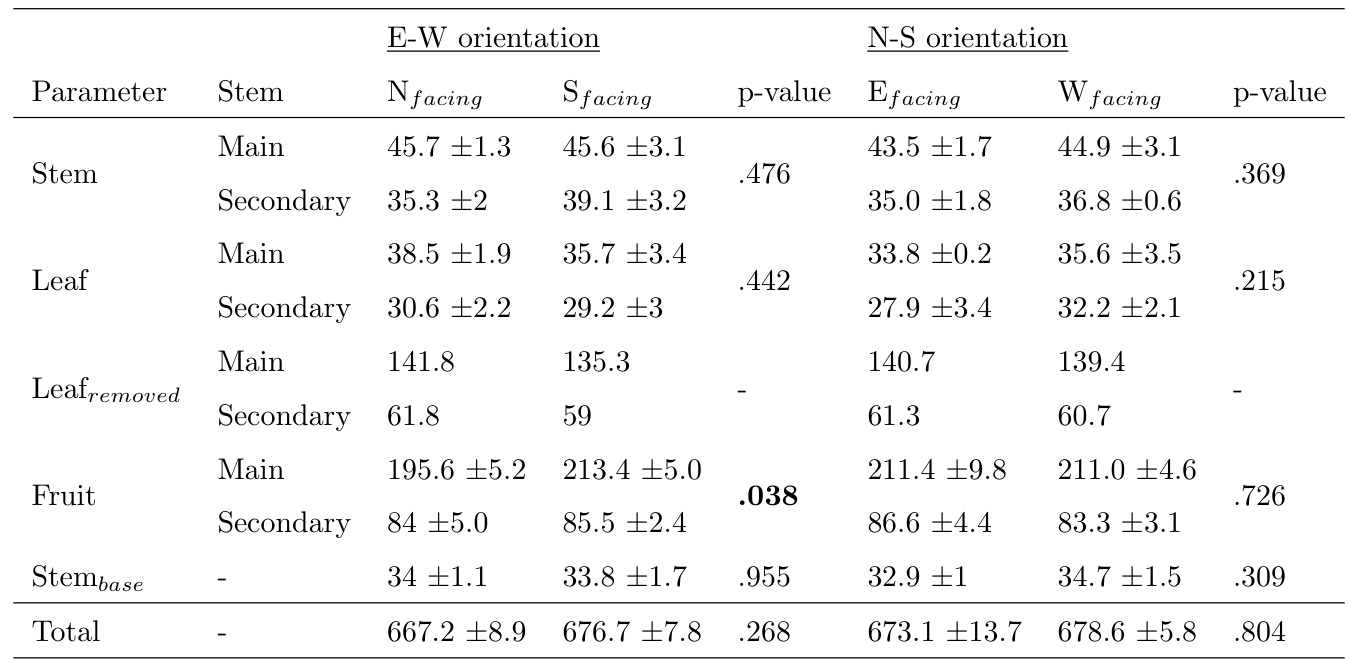 E-W orientation N-S orientation
Parameter Stem N facing S facing p-value E facing W facing p-value
Main 45.7 ±1.3 45.6 ±3.1 43.5 ±1.7 44.9 ±3.1
Stem .476 .369
Secondary 35.3 ±2 39.1 ±3.2 35.0 ±1.8 36.8 ±0.6
Main 38.5 ±1.9 35.7 ±3.4 33.8 ±0.2 35.6 ±3.5
Leaf .442 .215
Secondary 30.6 ±2.2 29.2 ±3 27.9 ±3.4 32.2 ±2.1
Main 141.8 135.3 140.7 139.4
Leaf removed - -
Secondary 61.8 59 61.3 60.7
Main 195.6 ±5.2 213.4 ±5.0 211.4 ±9.8 211.0 ±4.6
Fruit .038 .726
Secondary 84 ±5.0 85.5 ±2.4 86.6 ±4.4 83.3 ±3.1
Stem base - 34 ±1.1 33.8 ±1.7 .955 32.9 ±1 34.7 ±1.5 .309
Total - 667.2 ±8.9 676.7 ±7.8 .268 673.1 ±13.7 678.6 ±5.8 .804